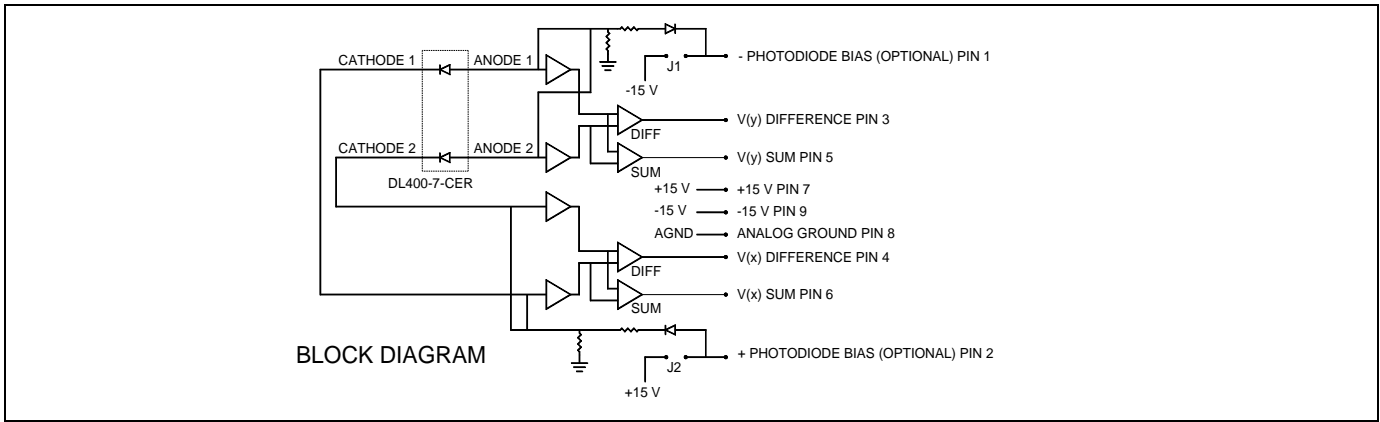 CATHODE 1
ANODE 1
J1
-15 V
- PHOTODIODE BIAS (OPTIONAL) PIN 1
DIFF
V(y) DIFFERENCE PIN 3
CATHODE 2
ANODE 2
SUM
V(y) SUM PIN 5
DL400-7-CER
+15 V
+15 V PIN 7
-15 V
-15 V PIN 9
AGND
ANALOG GROUND PIN 8
DIFF
V(x) DIFFERENCE PIN 4
SUM
V(x) SUM PIN 6
BLOCK DIAGRAM
J2
+15 V
+ PHOTODIODE BIAS (OPTIONAL) PIN 2